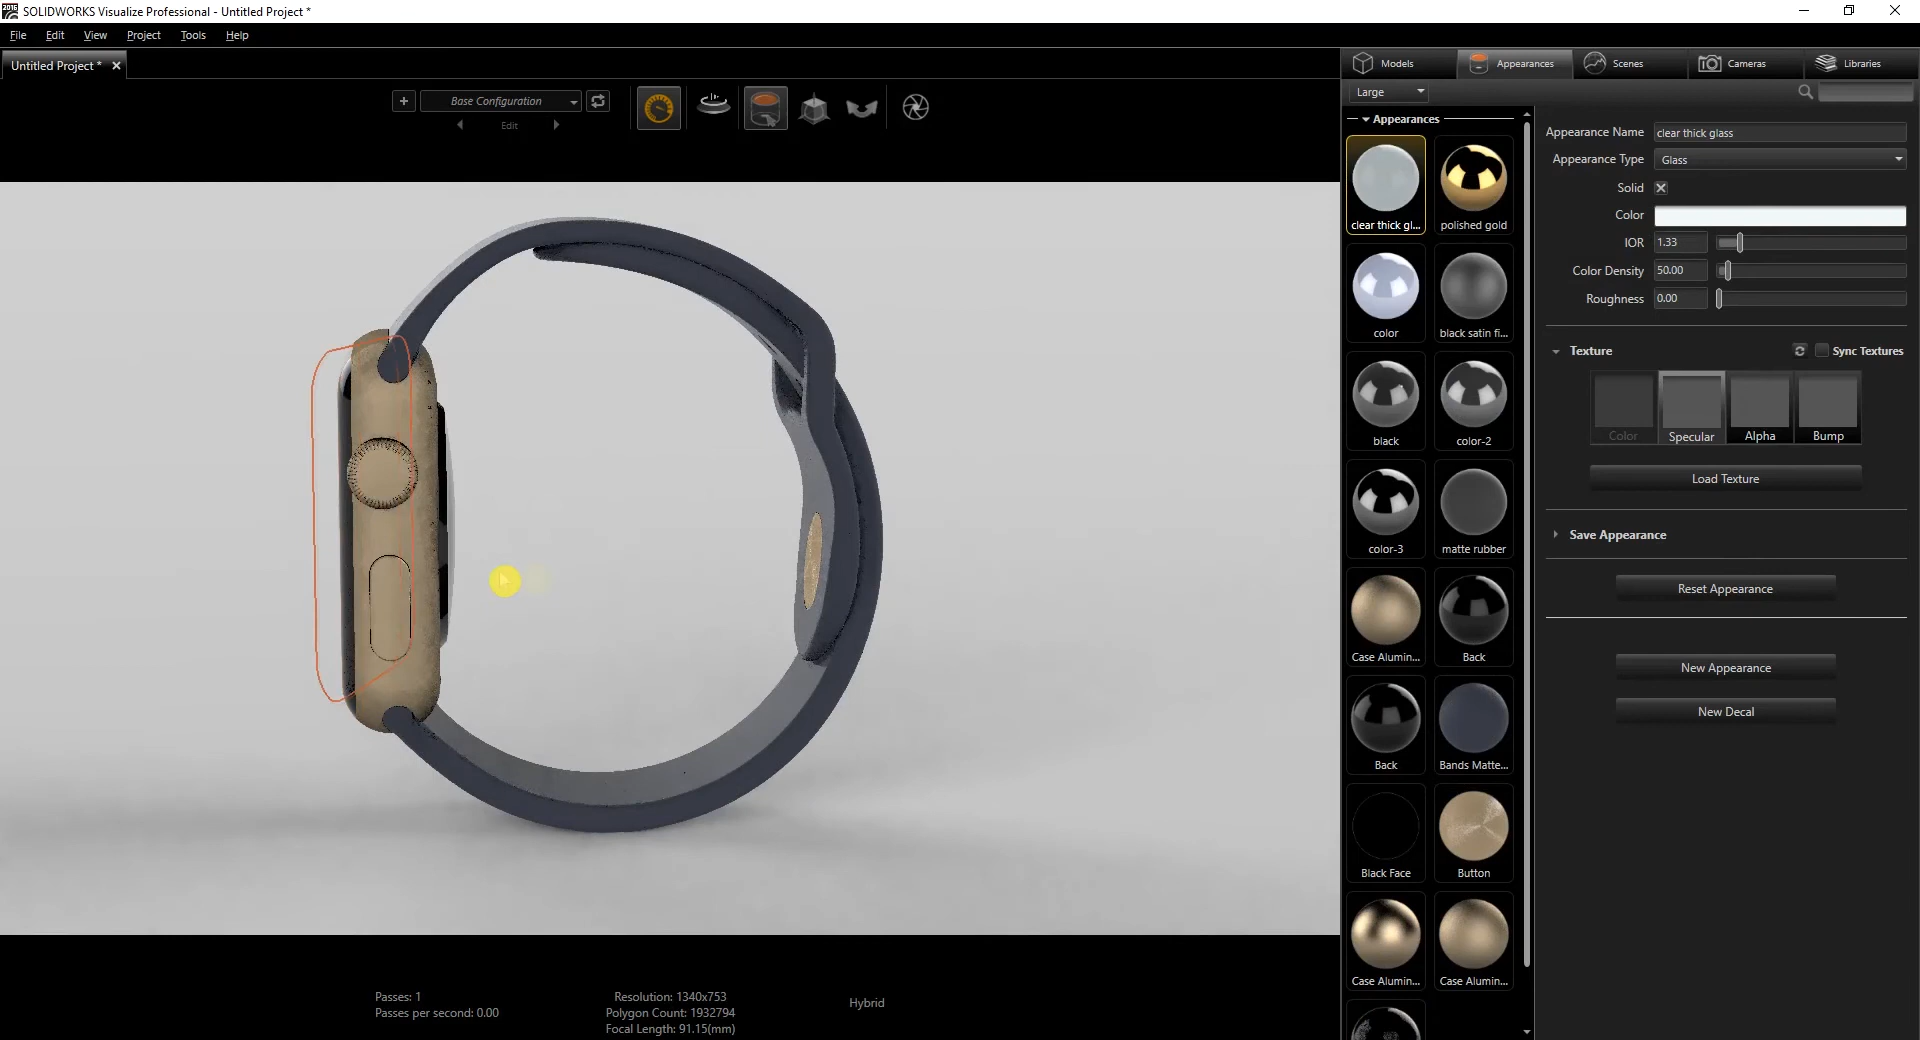 2016
SOLIDWORKS Visualize Professional - Untitled Project *
File Edit View Project Tools Help
Untitled Project *
Base Configuration
Edit
Models
Appearances
Scenes
Cameras
Libraries
Large
Appearances
clear thick gl...
polished gold
color
black satin fi...
black
color-2
color-3
matte rubber
Case Alumin...
Back
Back
Bands Matte...
Black Face
Button
Case Alumin...
Case Alumin...
Appearance Name clear thick glass
Appearance Type Glass
Solid
Color
IOR 1.33
Color Density 50.00
Roughness 0.00
Texture
Sync Textures
Color
Specular
Alpha
Bump
Load Texture
Save Appearance
Reset Appearance
New Appearance
New Decal
Passes: 1
Passes per second: 0.00
Resolution: 1340x753
Polygon Count: 1932794
Focal Length: 91.15(mm)
Hybrid